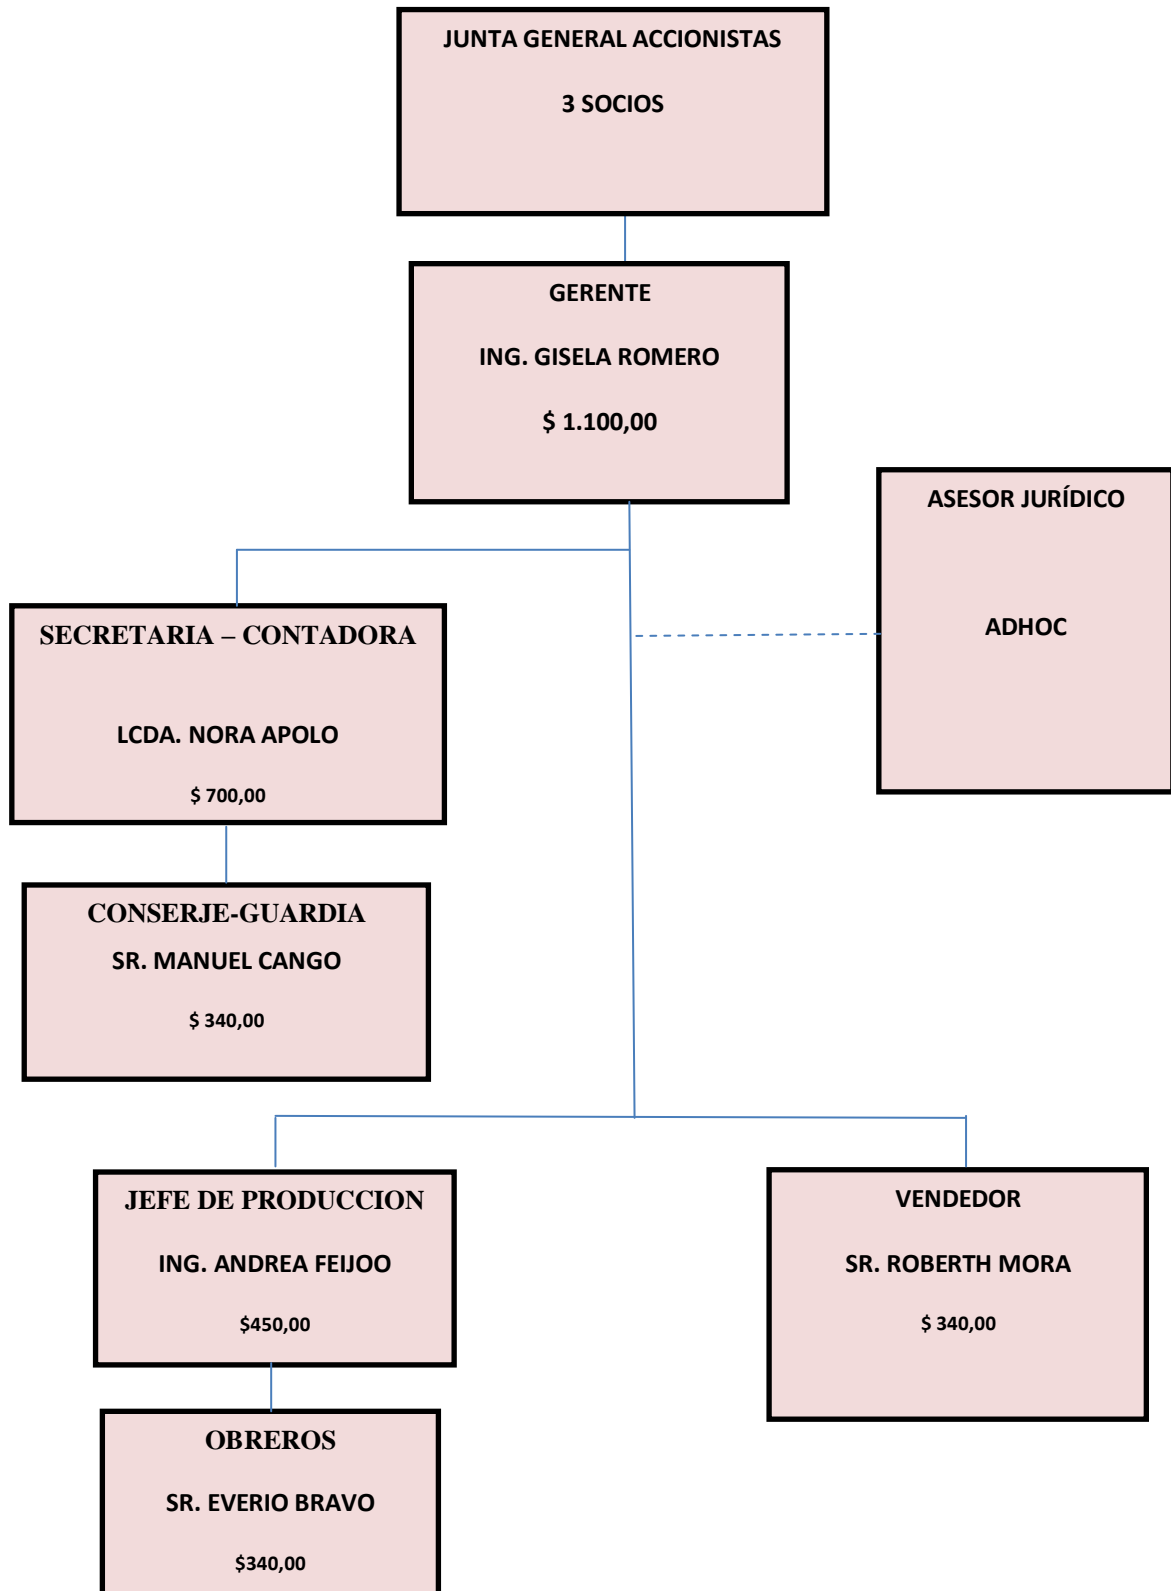 JUNTA GENERAL ACCIONISTAS
3 SOCIOS
GERENTE
ING. GISELA ROMERO
$ 1.100,00
ASESOR JURÍDICO
ADHOC
SECRETARIA – CONTADORA
LCDA. NORA APOLO
$ 700,00
CONSERJE-GUARDIA
SR. MANUEL CANGO
$ 340,00
JEFE DE PRODUCCION
ING. ANDREA FEIJOO
$450,00
VENDEDOR
SR. ROBERTH MORA
$ 340,00
OBREROS
SR. EVERIO BRAVO
$340,00